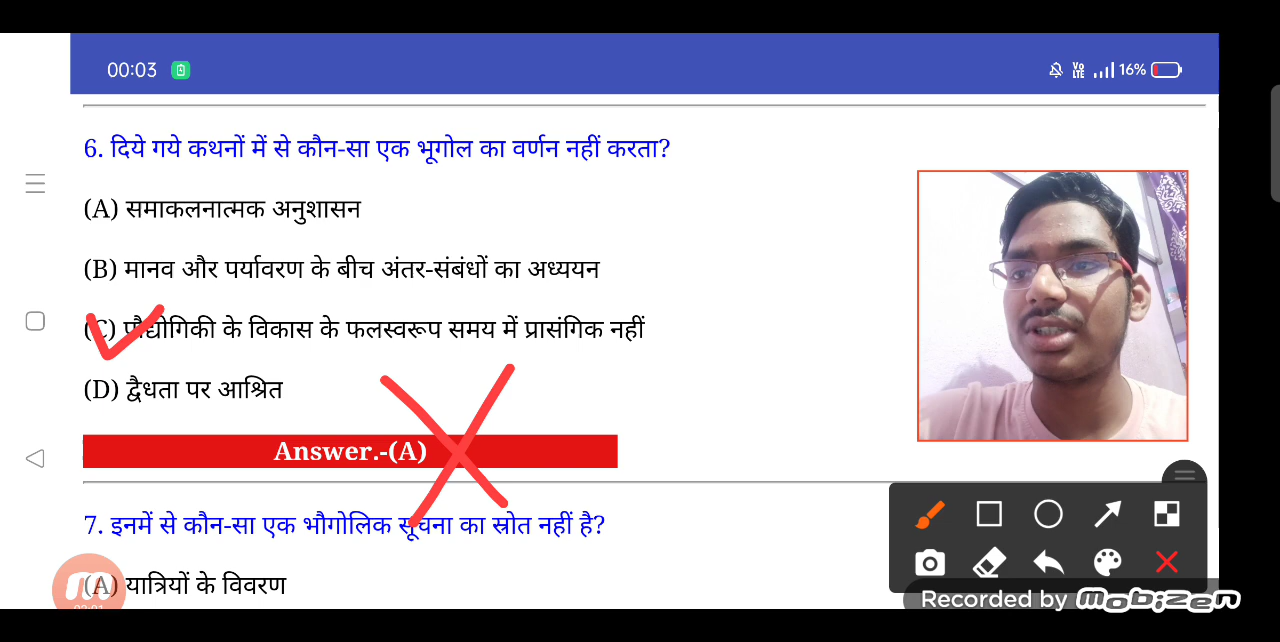 00:03
Vo LTE 16%
6. दिये गये कथनों में से कौन-सा एक भूगोल का वर्णन नहीं करता?
(A) समाकलनात्मक अनुशासन
(B) मानव और पर्यावरण के बीच अंतर-संबंधों का अध्ययन
(C) प्रौद्योगिकी के विकास के फलस्वरूप समय में प्रासंगिक नहीं
(D) द्वैधता पर आश्रित
Answer.-(A)
7. इनमें से कौन-सा एक भौगोलिक सूचना का स्रोत नहीं है?
(A) यात्रियों के विवरण
Recorded by mobizen